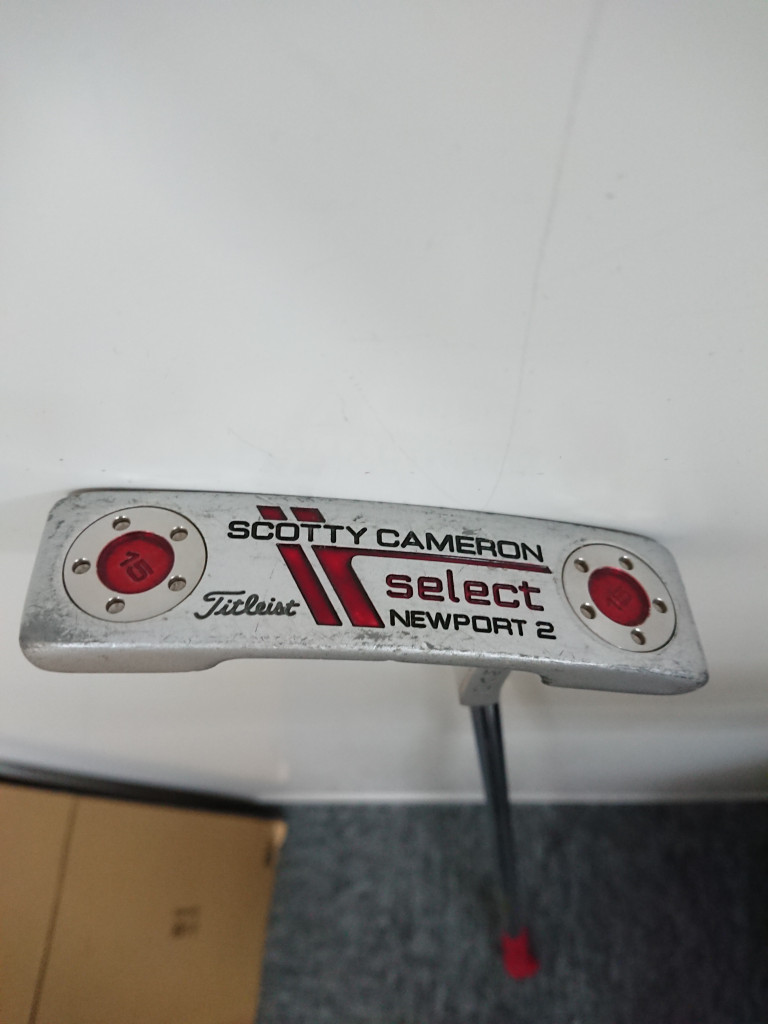 SCOTTY CAMERON
select
Titleist
NEWPORT 2
15
15